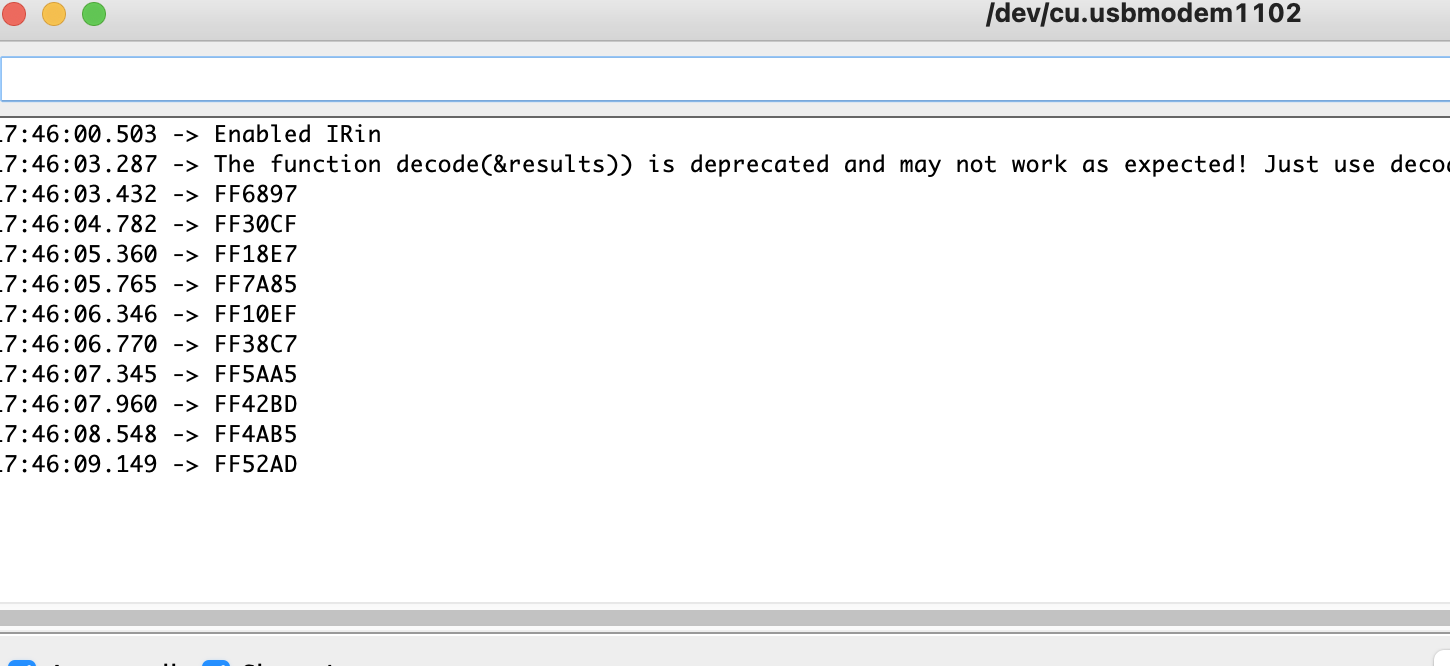 /dev/cu.usbmodem1102
7:46:00.503 -> Enabled IRin
7:46:03.287 -> The function decode(&results)) is deprecated and may not work as expected! Just use
7:46:03.432 -> FF6897
7:46:04.782 -> FF30CF
7:46:05.360 -> FF18E7
7:46:05.765 -> FF7A85
7:46:06.346 -> FF10EF
7:46:06.770 -> FF38C7
7:46:07.345 -> FF5AA5
7:46:07.960 -> FF42BD
7:46:08.548 -> FF4AB5
7:46:09.149 -> FF52AD